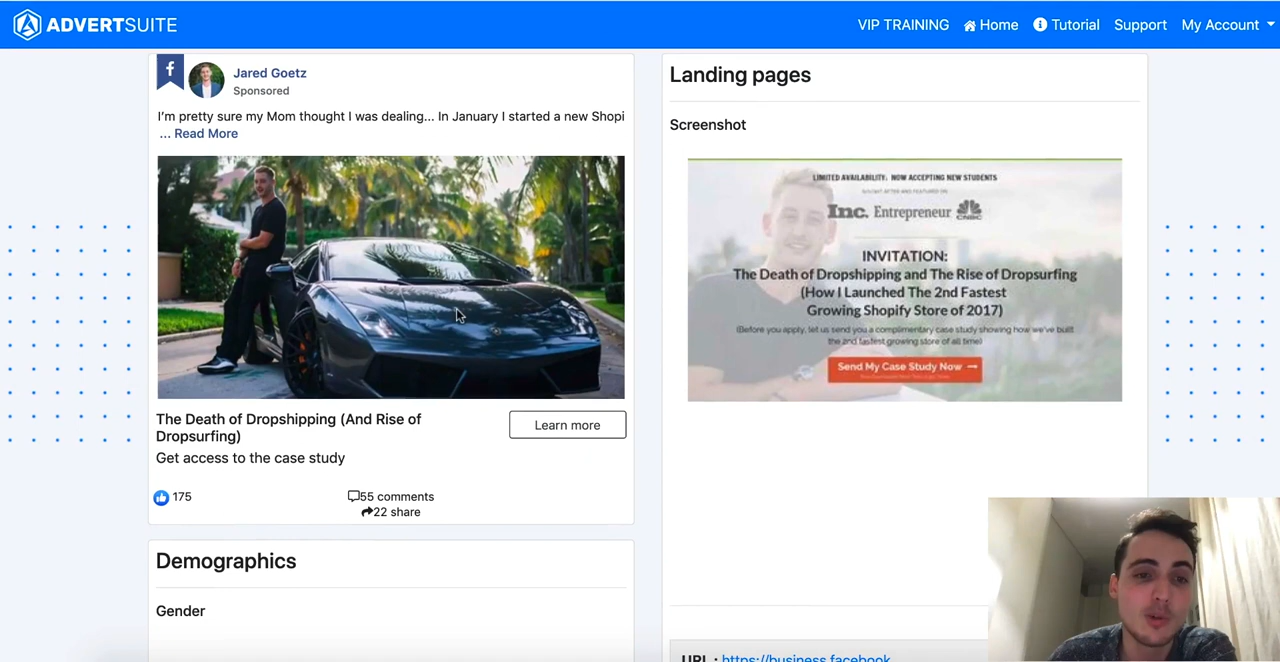 ADVERTSUITE
VIP TRAINING Home Tutorial Support My Account
Jared Goetz
Sponsored
I'm pretty sure my Mom thought I was dealing... In January I started a new Shopi
... Read More
The Death of Dropshipping (And Rise of
Dropsurfing)
Get access to the case study
Learn more
175
55 comments
22 share
Demographics
Gender
Landing pages
Screenshot
LIMITED AVAILABILITY: NOW ACCEPTING NEW STUDENTS
Inc. Entrepreneur CNBC
INVITATION:
The Death of Dropshipping and The Rise of Dropsurfing
(How I Launched The 2nd Fastest
Growing Shopify Store of 2017)
(Before you apply, let us send you a complimentary case study showing how we've built
the 2nd fastest growing store of all time)
Send My Case Study Now →
URL : https://business.facebook